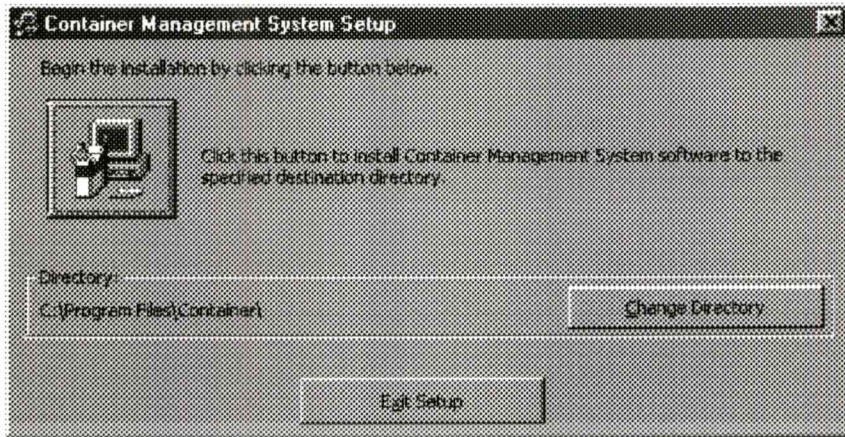 Container Management System Setup
Begin the installation by clicking the button below.
Click this button to install Container Management System software to the
specified destination directory.
Directory:
C:\Program Files\Container\
Change Directory
Exit Setup